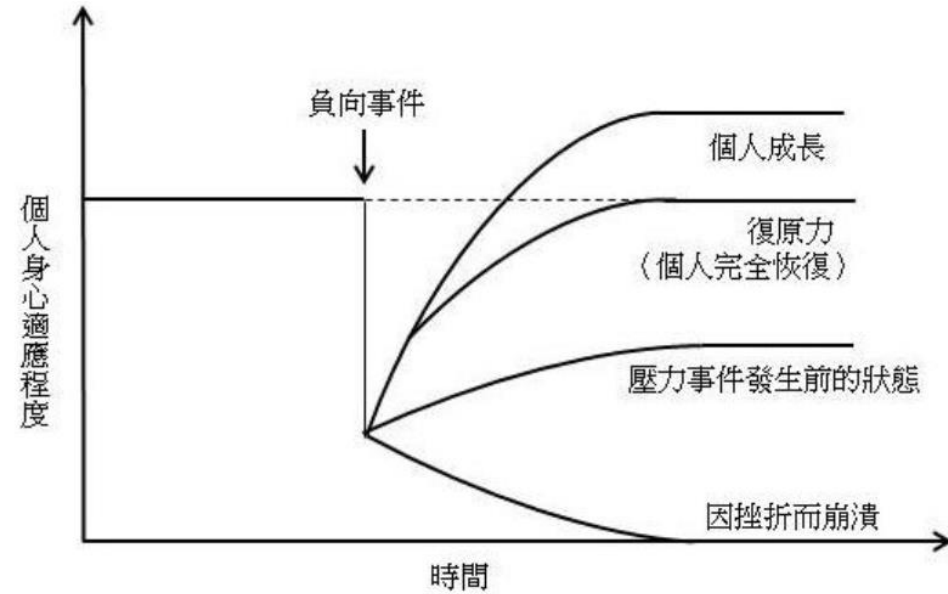 負向事件
個人成長
個人身心適應程度
復原力
（個人完全恢復）
壓力事件發生前的狀態
因挫折而崩潰
時間